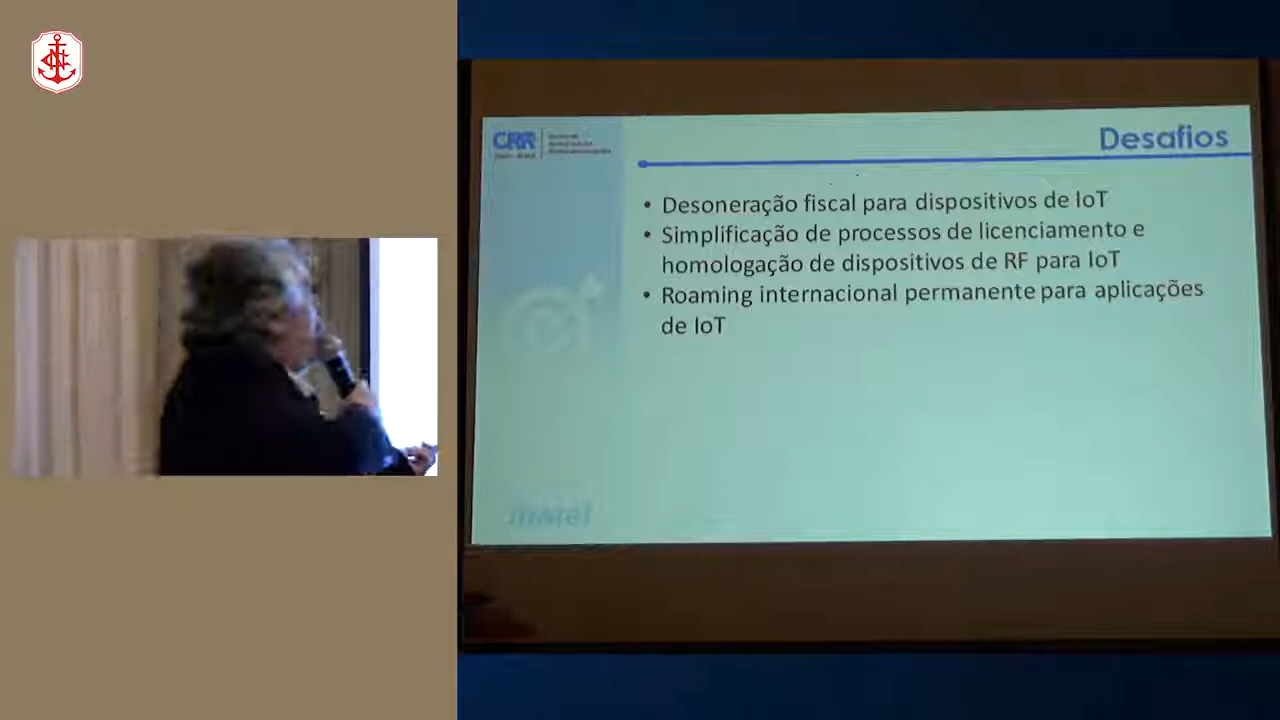 CRR
Desafios
• Desoneração fiscal para dispositivos de IoT
• Simplificação de processos de licenciamento e
homologação de dispositivos de RF para IoT
• Roaming internacional permanente para aplicações
de IoT
inatel